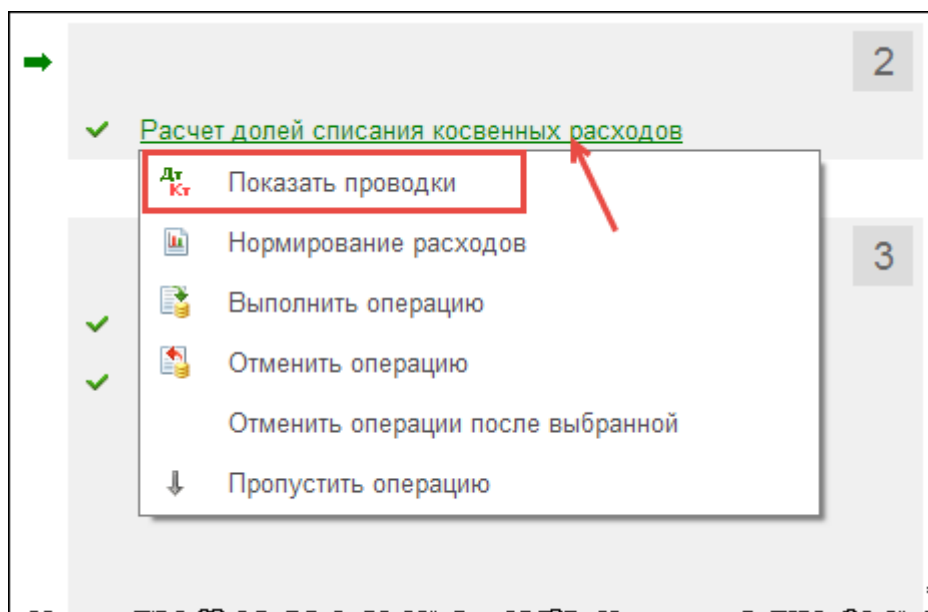 2
Расчет долей списания косвенных расходов
Дт
Кт
Показать проводки
Нормирование расходов
3
Выполнить операцию
Отменить операцию
Отменить операции после выбранной
Пропустить операцию